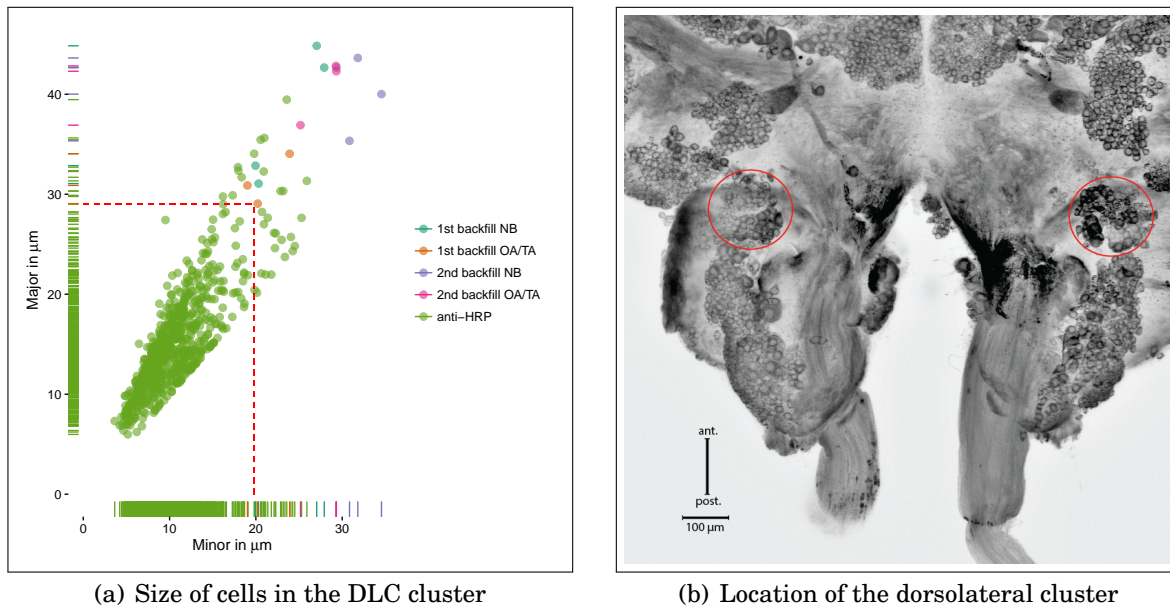 40
30
20
10
0
Major in µm
0
10
20
30
Minor in µm
1st backfill NB
1st backfill OA/TA
2nd backfill NB
2nd backfill OA/TA
anti−HRP
(a) Size of cells in the DLC cluster
ant.
post.
100 µm
(b) Location of the dorsolateral cluster